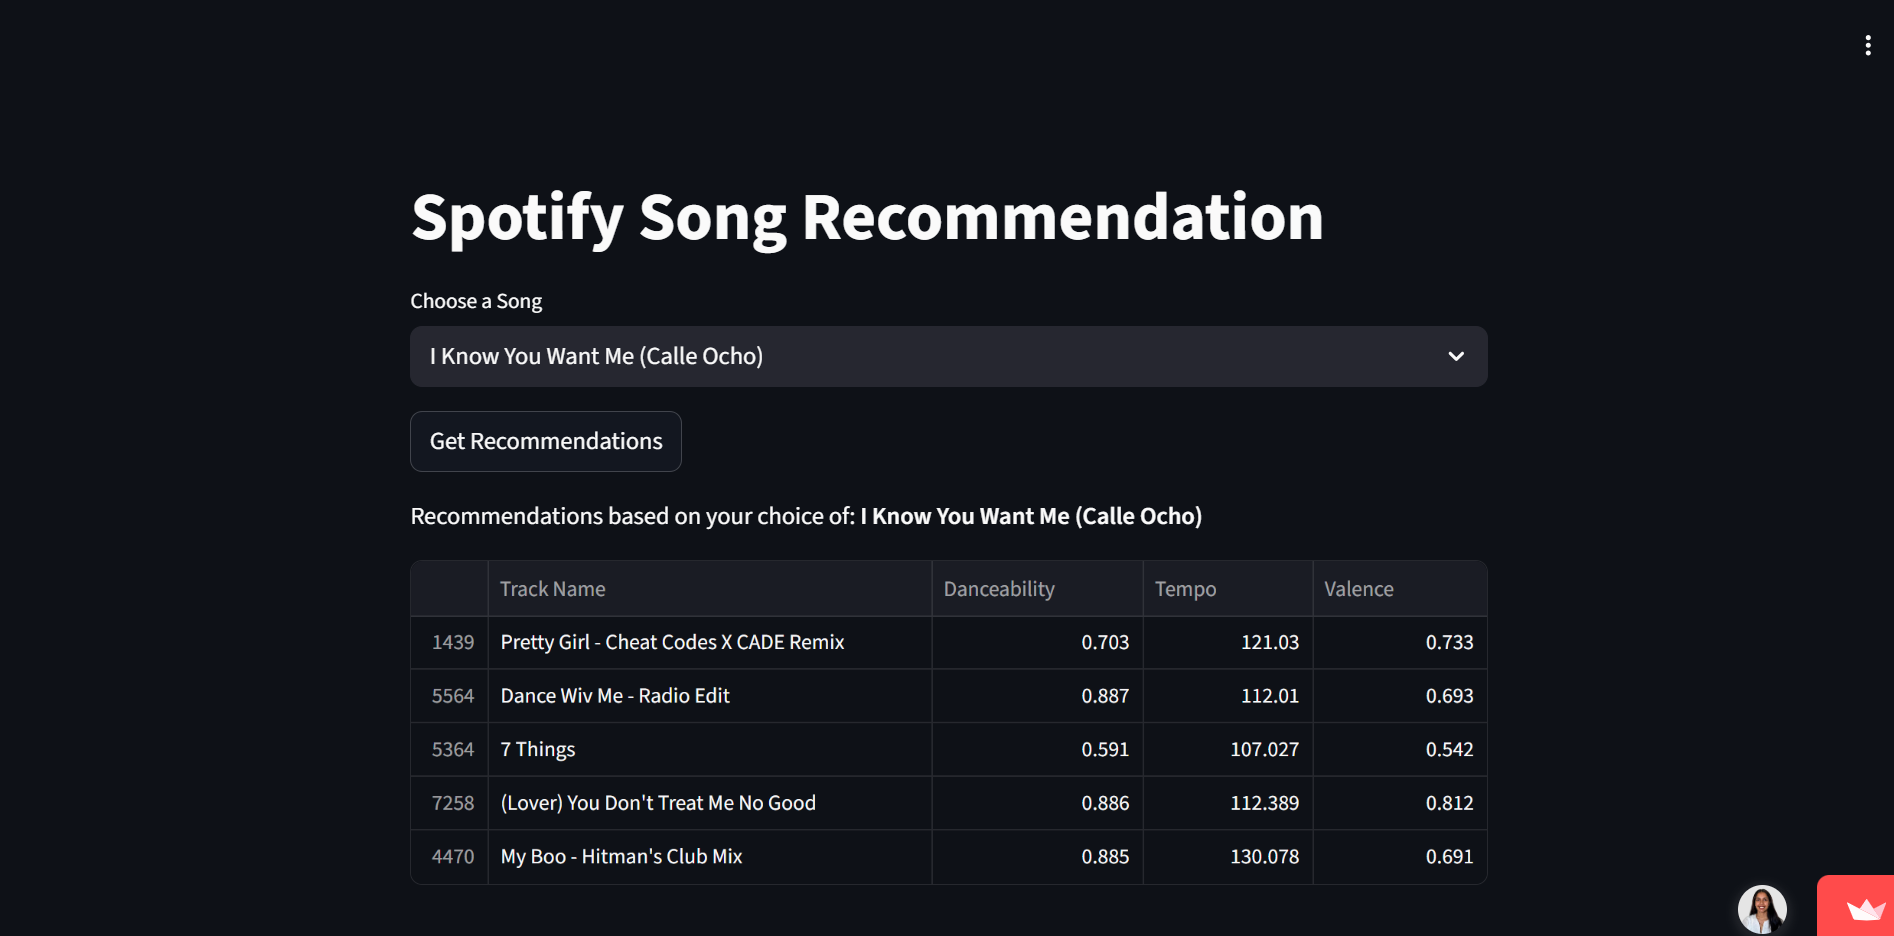 Spotify Song Recommendation
Choose a Song
I Know You Want Me (Calle Ocho)
Get Recommendations
Recommendations based on your choice of: I Know You Want Me (Calle Ocho)
Track Name Danceability Tempo Valence
1439 Pretty Girl - Cheat Codes X CADE Remix 0.703 121.03 0.733
5564 Dance Wiv Me - Radio Edit 0.887 112.01 0.693
5364 7 Things 0.591 107.027 0.542
7258 (Lover) You Don't Treat Me No Good 0.886 112.389 0.812
4470 My Boo - Hitman's Club Mix 0.885 130.078 0.691